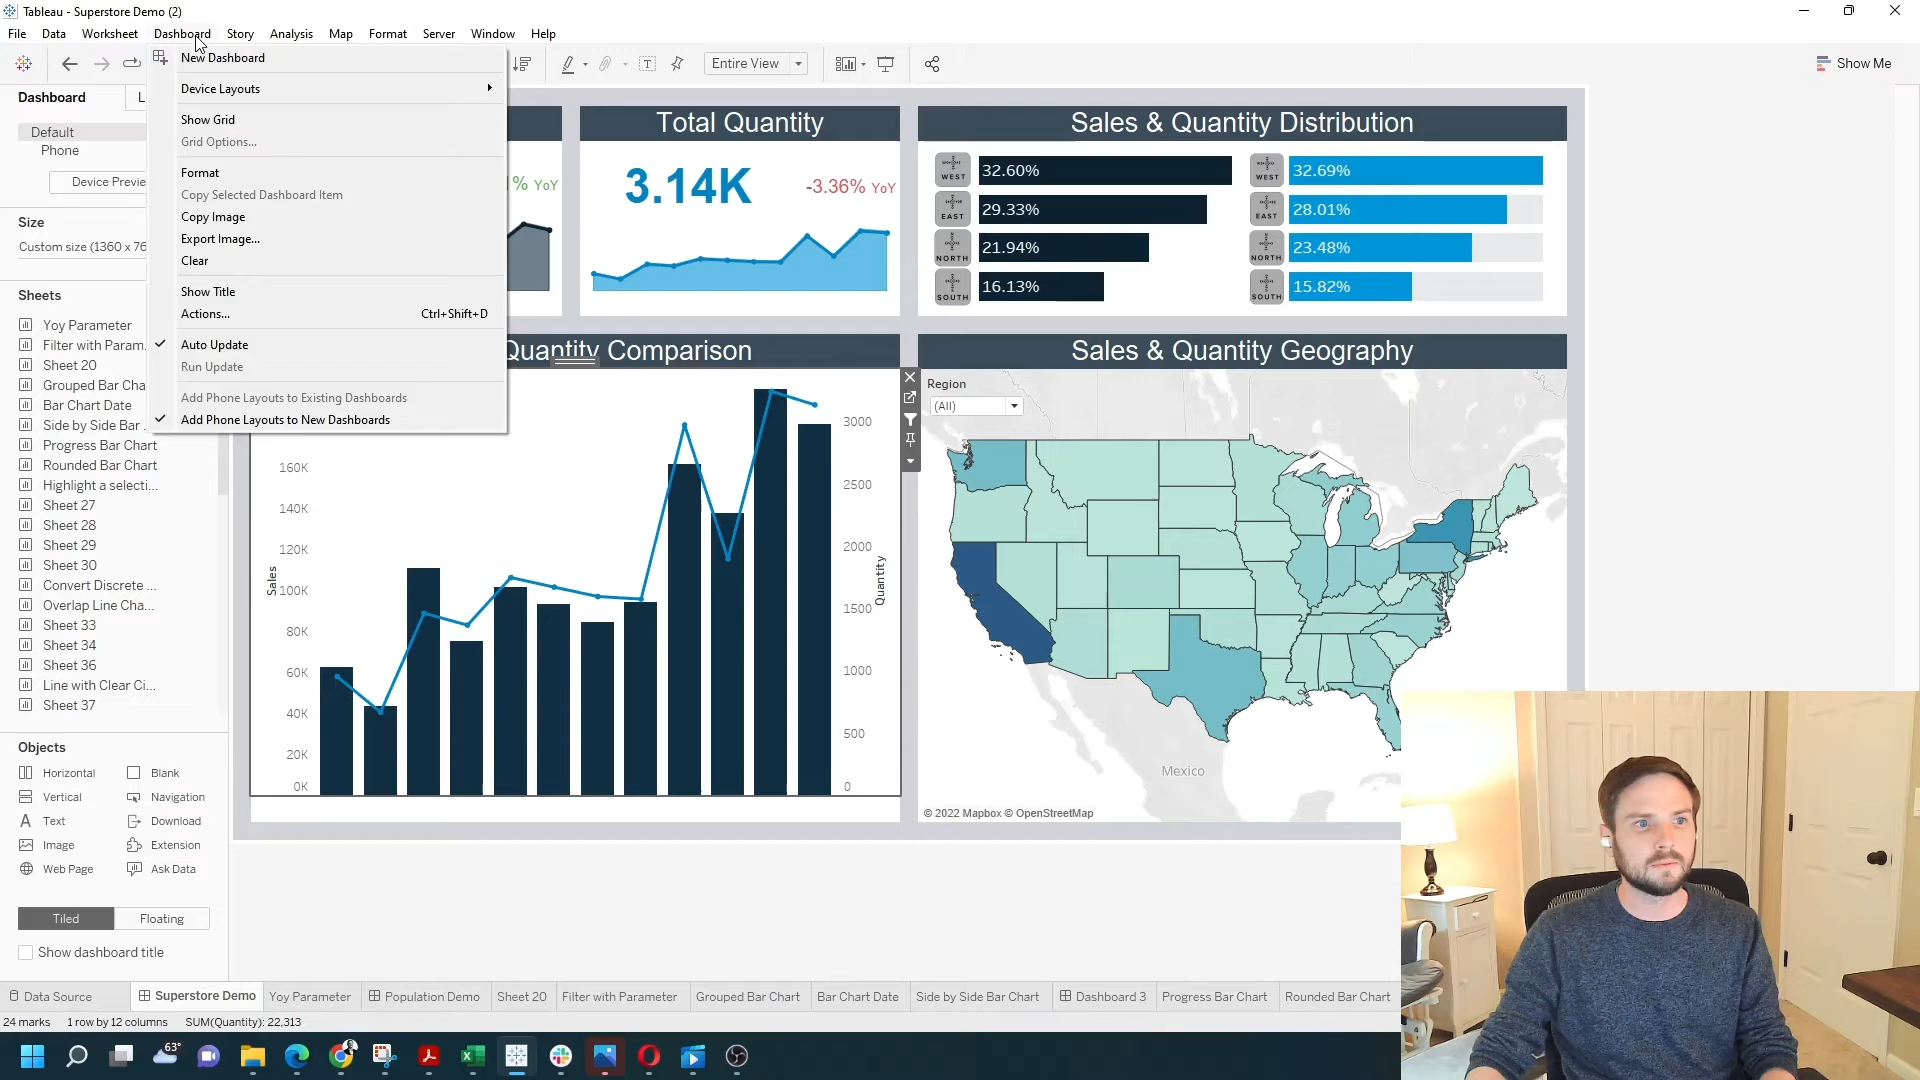 Tableau - Superstore Demo (2)
File Data Worksheet Dashboard Story Analysis Map Format Server Window Help
Entire View
Show Me
New Dashboard
Device Layouts
Show Grid
Grid Options...
Format
Copy Selected Dashboard Item
Copy Image
Export Image...
Clear
Show Title
Actions... Ctrl+Shift+D
Auto Update
Run Update
Add Phone Layouts to Existing Dashboards
Add Phone Layouts to New Dashboards
Dashboard L
Default
Phone
Device Previe
Size
Custom size (1360 x 76
Sheets
Yoy Parameter
Filter with Param.
Sheet 20
Grouped Bar Cha
Bar Chart Date
Side by Side Bar
Progress Bar Chart
Rounded Bar Chart
Highlight a selecti...
Sheet 27
Sheet 28
Sheet 29
Sheet 30
Convert Discrete ...
Overlap Line Cha...
Sheet 33
Sheet 34
Sheet 36
Line with Clear Ci...
Sheet 37
Objects
Horizontal Blank
Vertical Navigation
Text Download
Image Extension
Web Page Ask Data
Tiled Floating
Show dashboard title
% YoY
Total Quantity
3.14K -3.36% YoY
Sales & Quantity Distribution
WEST 32.60% WEST 32.69%
EAST 29.33% EAST 28.01%
NORTH 21.94% NORTH 23.48%
SOUTH 16.13% SOUTH 15.82%
Quantity Comparison
160K
140K
120K
100K
80K
60K
40K
20K
0K
Sales
3000
2500
2000
1500
1000
500
0
Quantity
Sales & Quantity Geography
Region
(All)
Mexico
© 2022 Mapbox © OpenStreetMap
Data Source Superstore Demo Yoy Parameter Population Demo Sheet 20 Filter with Parameter Grouped Bar Chart Bar Chart Date Side by Side Bar Chart Dashboard 3 Progress Bar Chart Rounded Bar Chart
24 marks 1 row by 12 columns SUM(Quantity): 22,313
63°